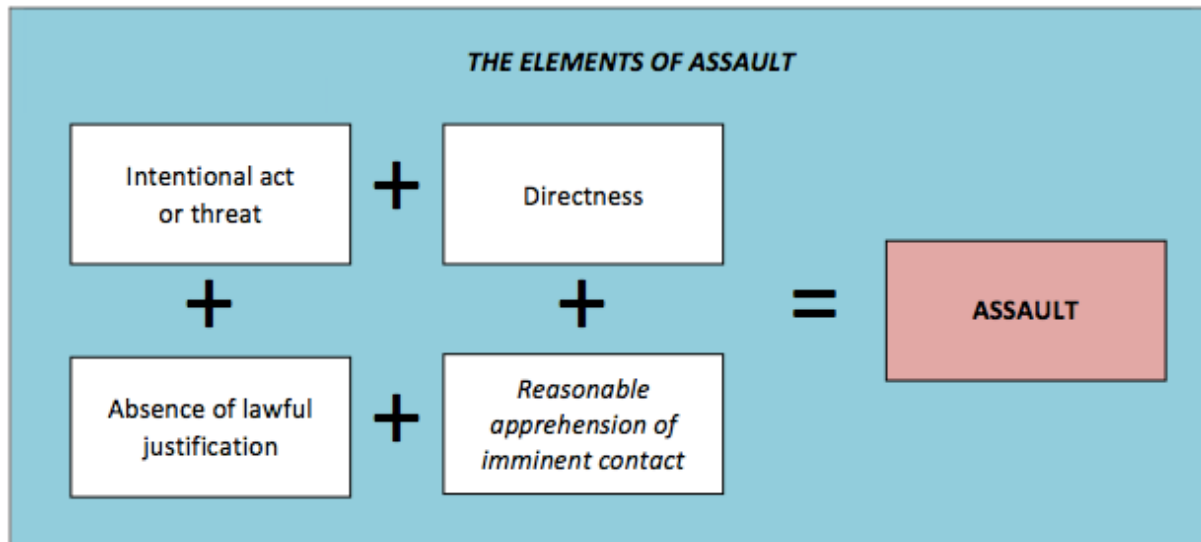 THE ELEMENTS OF ASSAULT
Intentional act
or threat
+
Directness
+
+
=
ASSAULT
Absence of lawful
justification
+
Reasonable
apprehension of
imminent contact